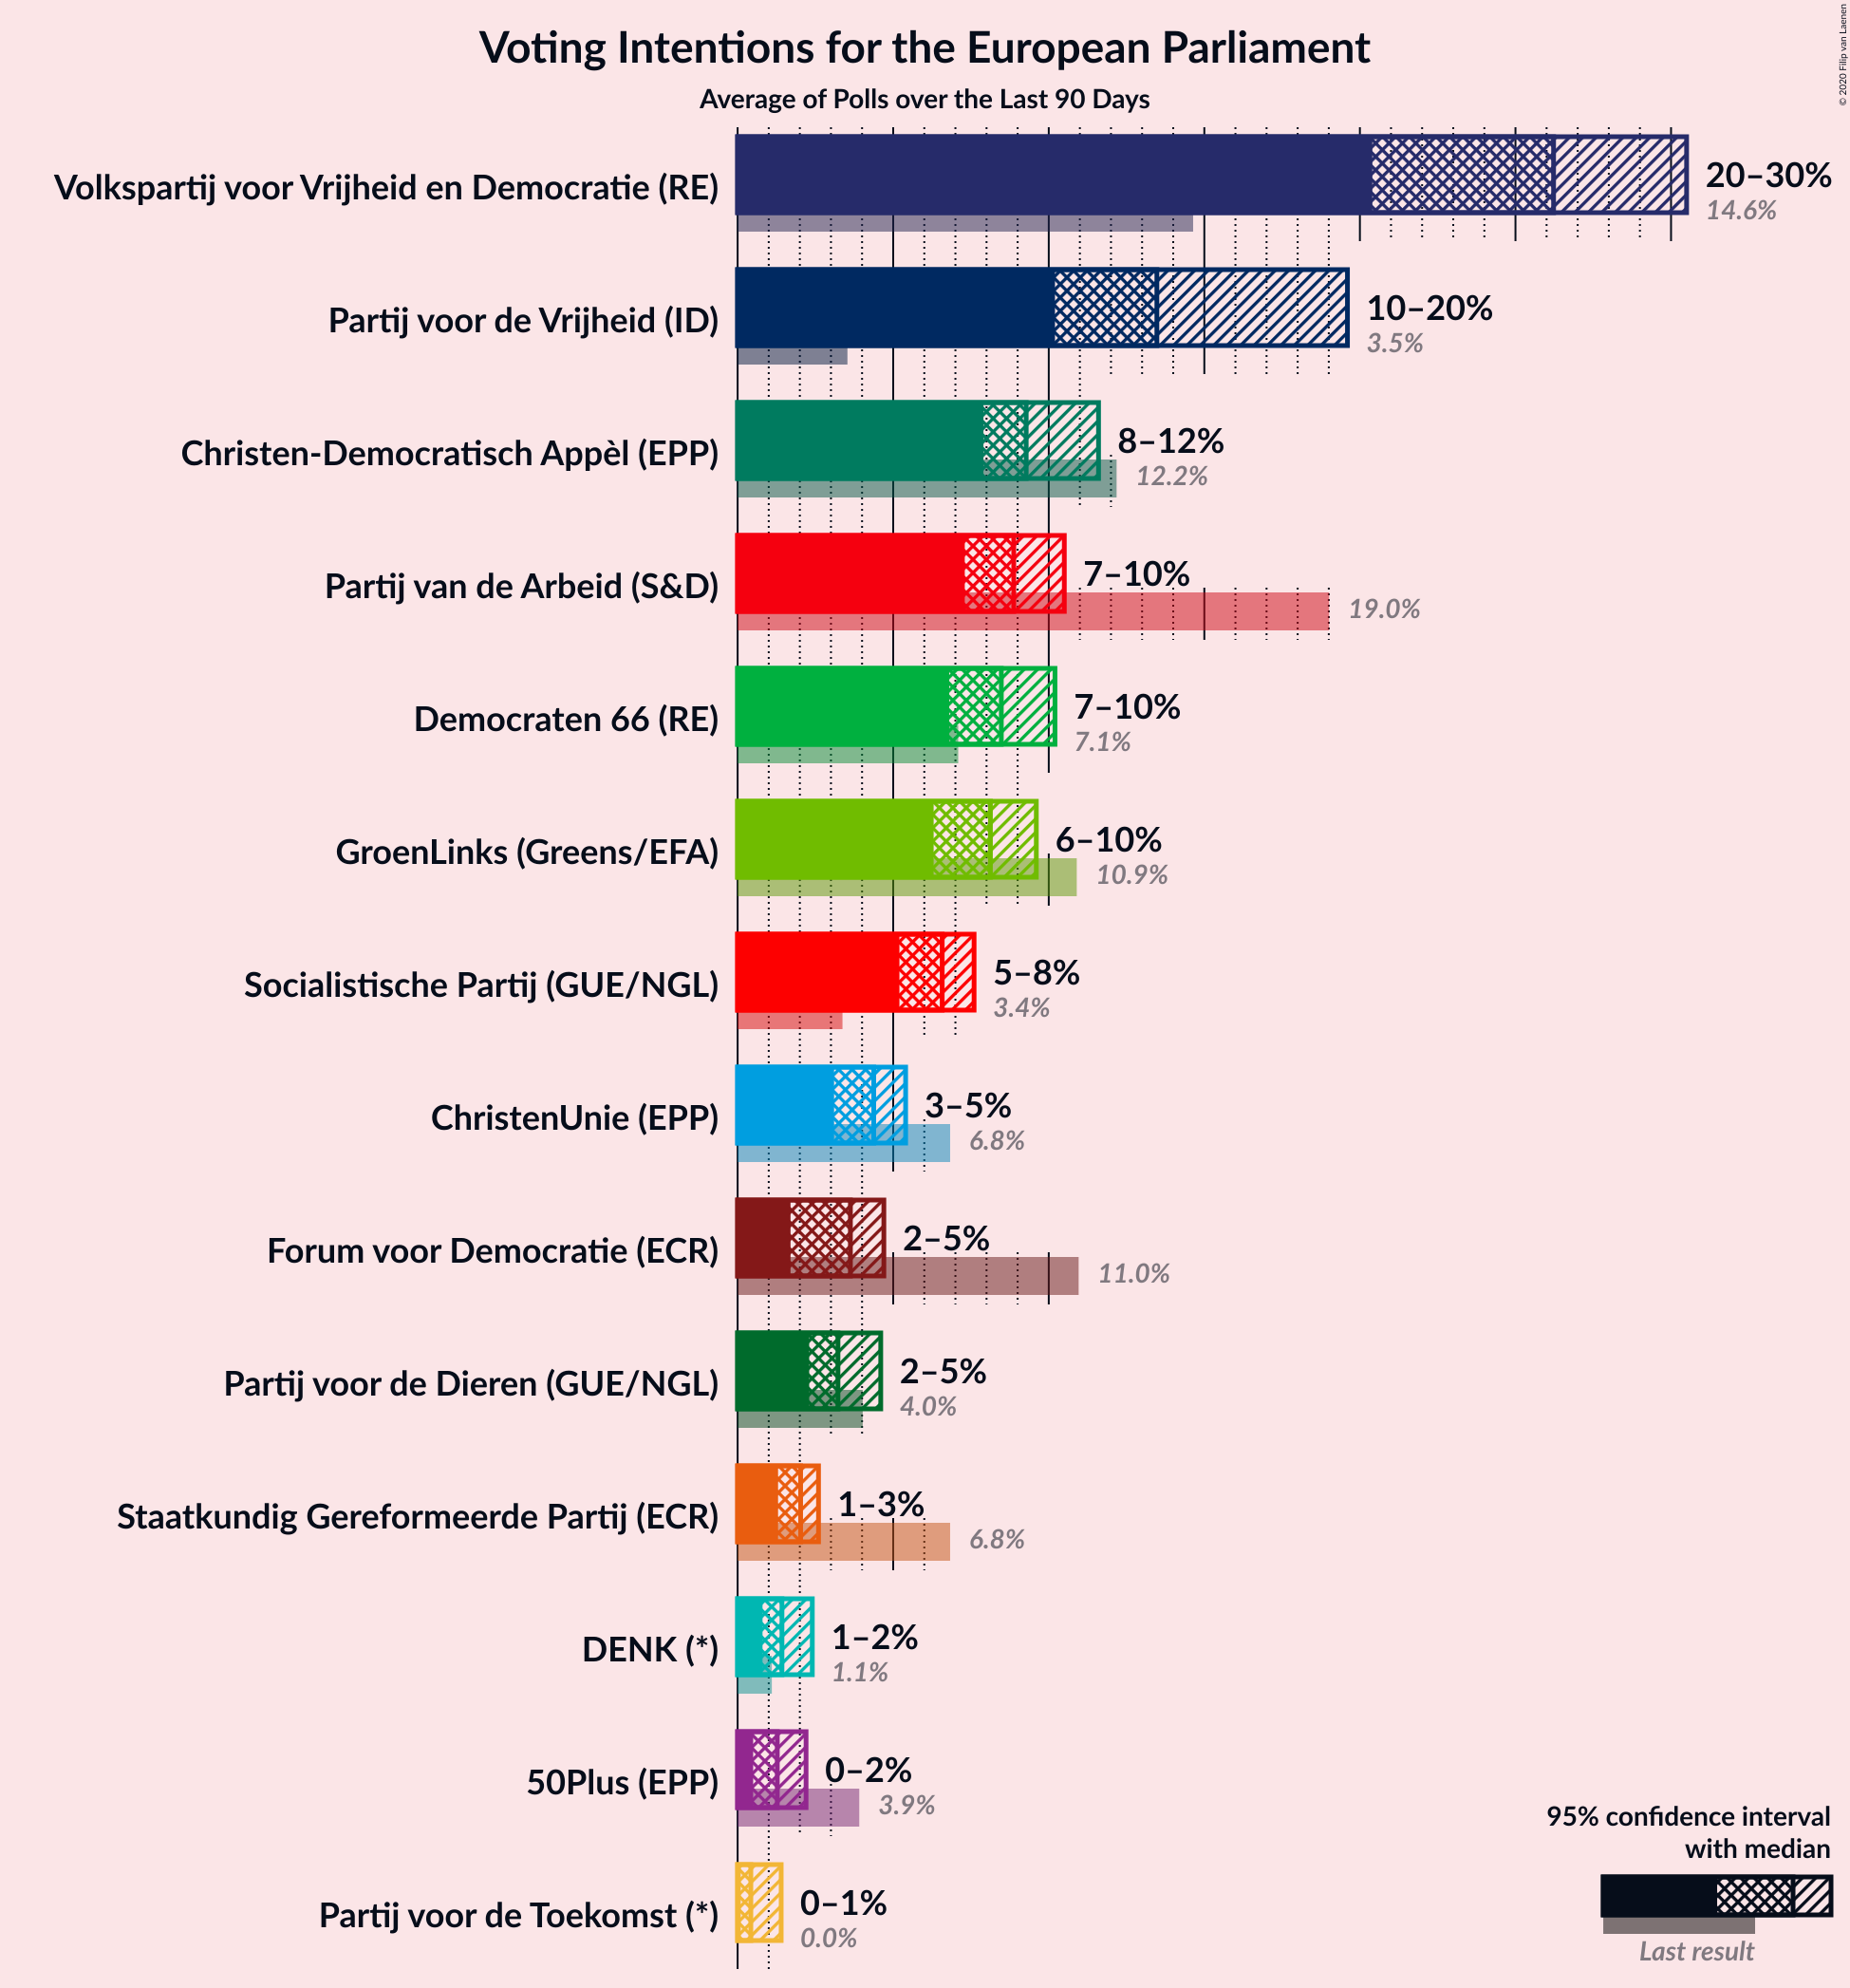 Voting Intentions for the European Parliament
Average of Polls over the Last 90 Days
© 2020 Filip van Laenen
Volkspartij voor Vrijheid en Democratie (RE)
20–30%
14.6%
Partij voor de Vrijheid (ID)
10–20%
3.5%
Christen-Democratisch Appèl (EPP)
8–12%
12.2%
Partij van de Arbeid (S&D)
7–10%
19.0%
Democraten 66 (RE)
7–10%
7.1%
GroenLinks (Greens/EFA)
6–10%
10.9%
Socialistische Partij (GUE/NGL)
5–8%
3.4%
ChristenUnie (EPP)
3–5%
6.8%
Forum voor Democratie (ECR)
2–5%
11.0%
Partij voor de Dieren (GUE/NGL)
2–5%
4.0%
Staatkundig Gereformeerde Partij (ECR)
1–3%
6.8%
DENK (*)
1–2%
1.1%
50Plus (EPP)
0–2%
3.9%
Partij voor de Toekomst (*)
0–1%
0.0%
95% confidence interval
with median
Last result